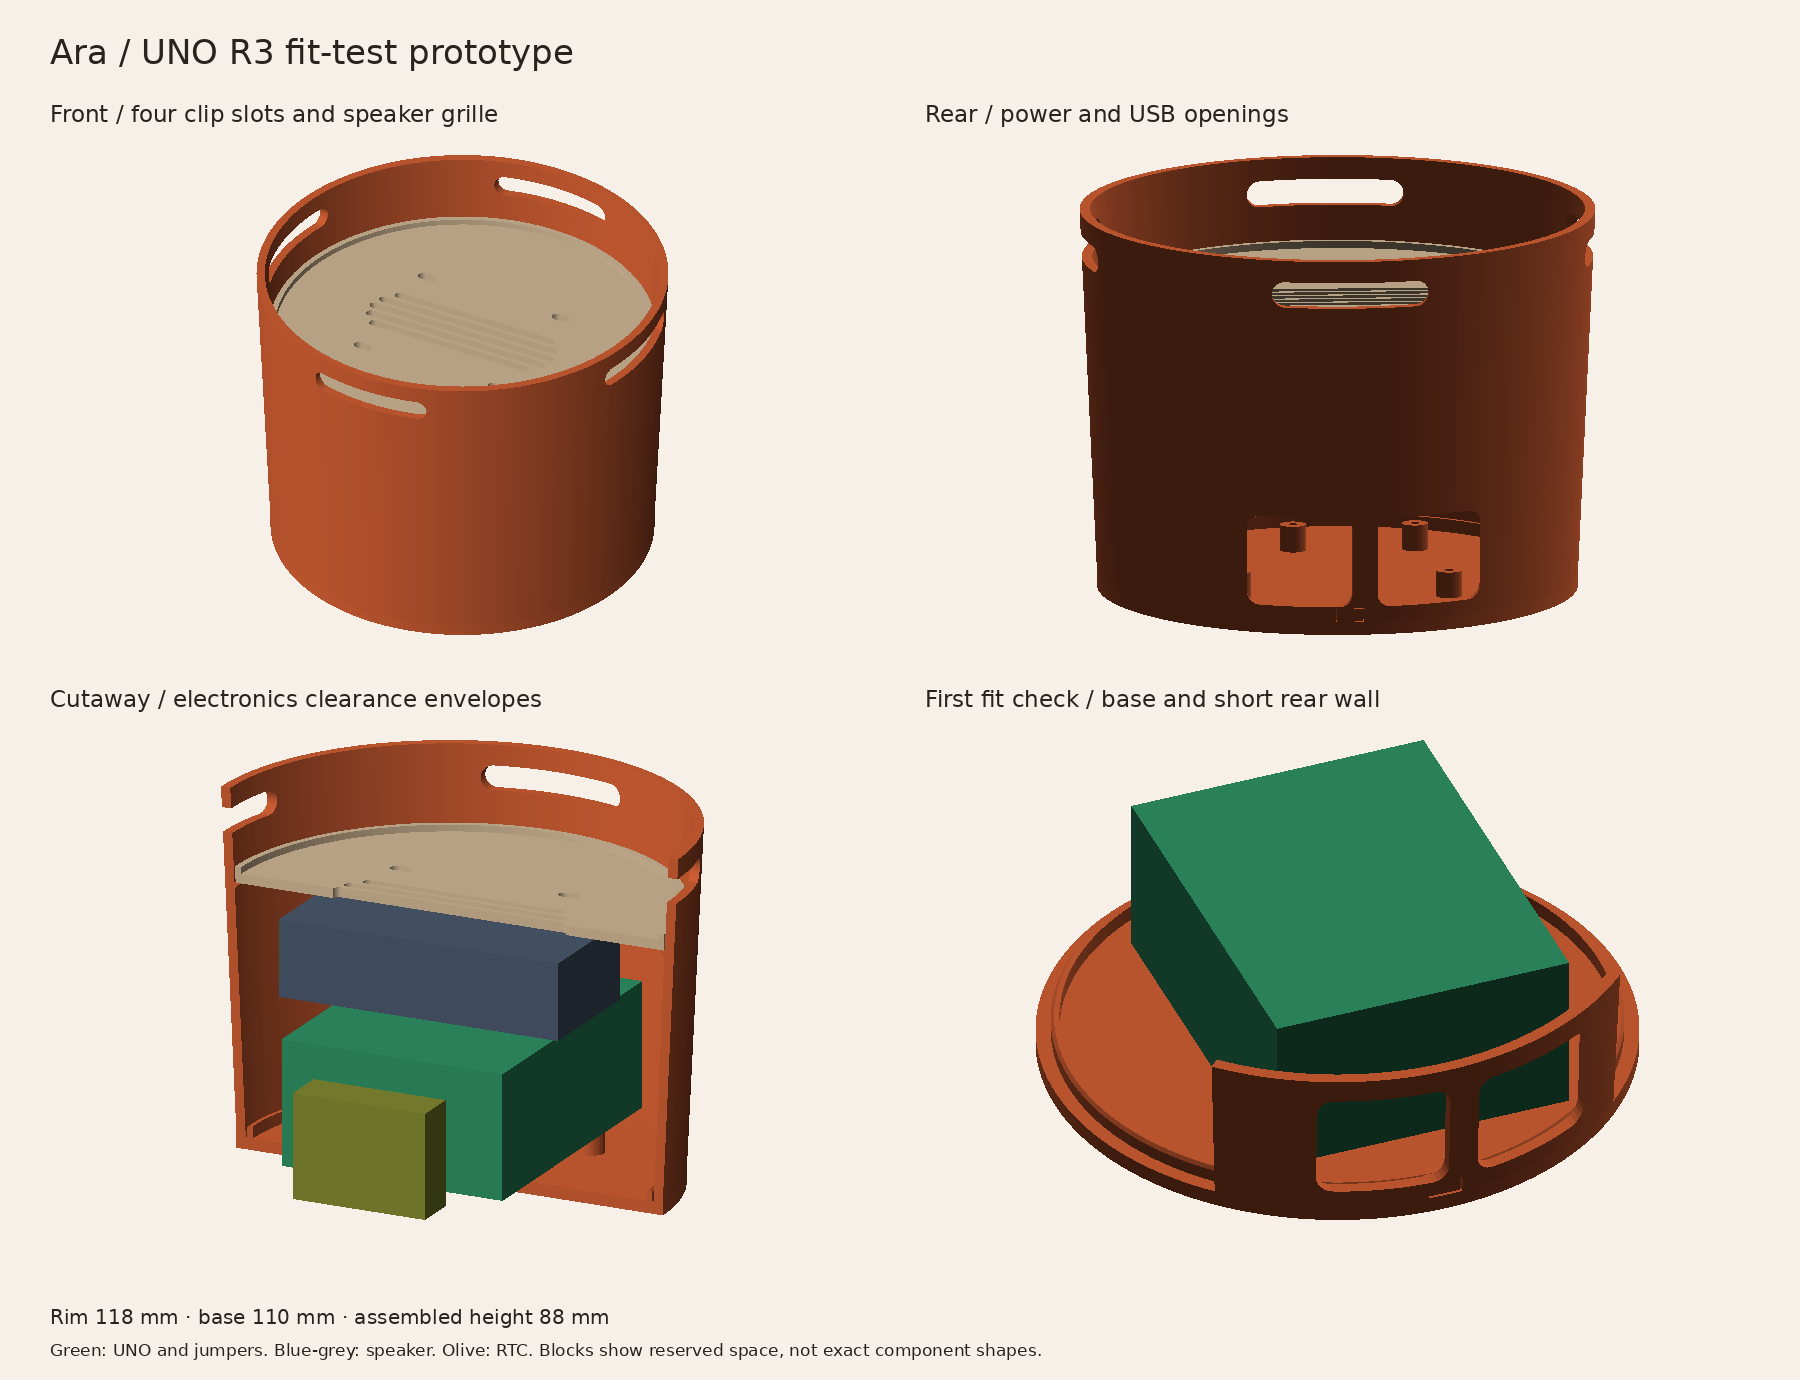 Ara / UNO R3 fit-test prototype
Front / four clip slots and speaker grille
Rear / power and USB openings
Cutaway / electronics clearance envelopes
First fit check / base and short rear wall
Rim 118 mm · base 110 mm · assembled height 88 mm
Green: UNO and jumpers. Blue-grey: speaker. Olive: RTC. Blocks show reserved space, not exact component shapes.